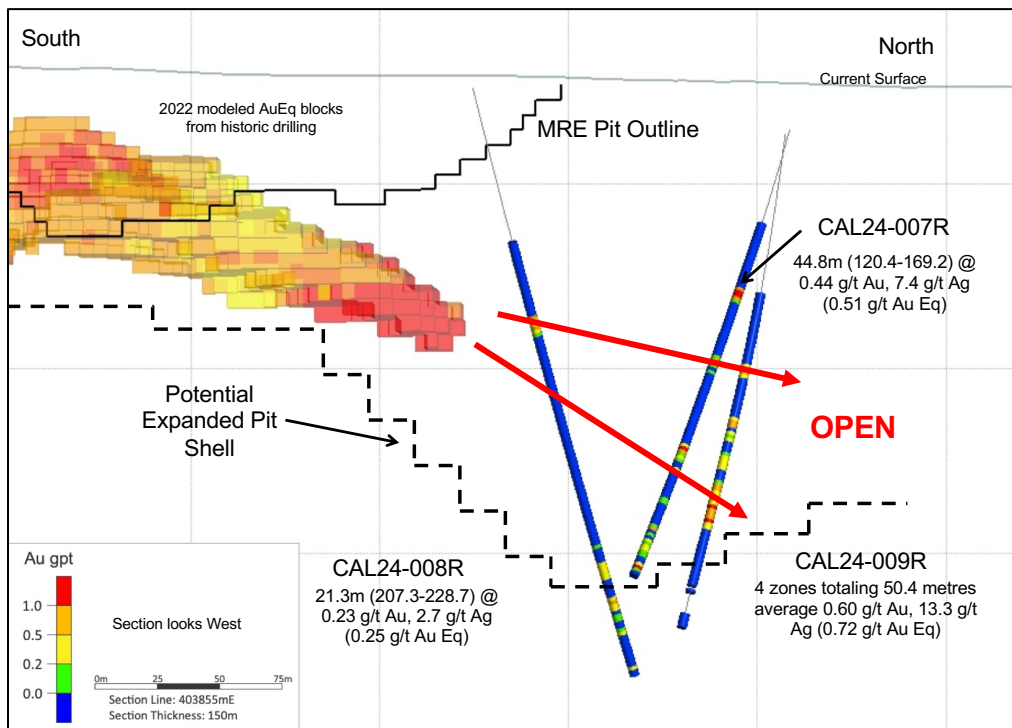 South
North
Current Surface
2022 modeled AuEq blocks
from historic drilling
MRE Pit Outline
CAL24-007R
44.8m (120.4-169.2) @
0.44 g/t Au, 7.4 g/t Ag
(0.51 g/t Au Eq)
Potential
Expanded Pit
Shell
OPEN
CAL24-008R
21.3m (207.3-228.7) @
0.23 g/t Au, 2.7 g/t Ag
(0.25 g/t Au Eq)
CAL24-009R
4 zones totaling 50.4 metres
average 0.60 g/t Au, 13.3 g/t
Ag (0.72 g/t Au Eq)
Au gpt
1.0
0.5
0.2
0.0
Section looks West
0m 25 50 75m
Section Line: 403855mE
Section Thickness: 150m